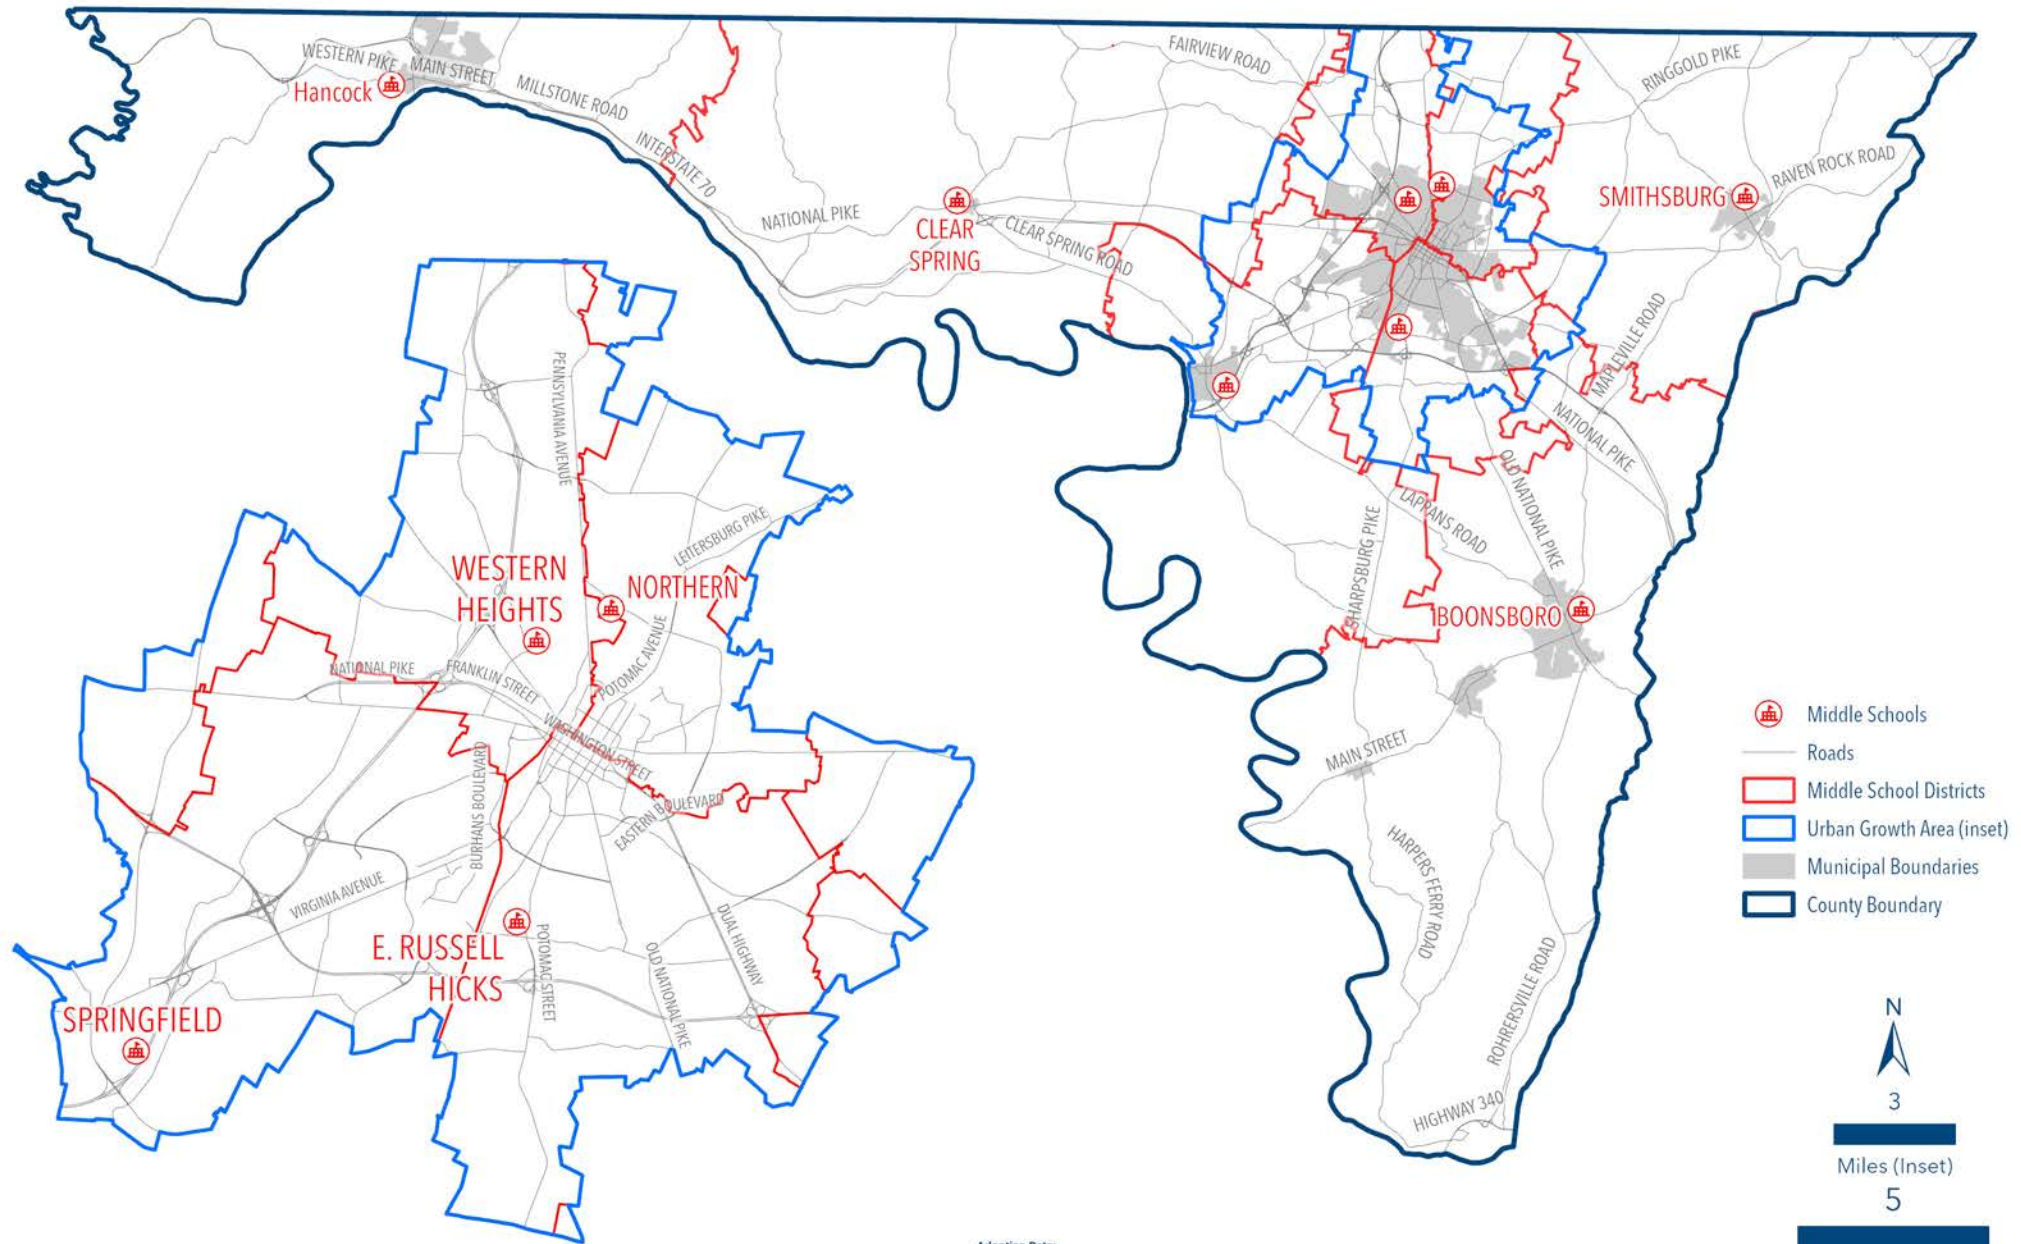 WESTERN PIKE
MAIN STREET
Hancock
MILLSTONE ROAD
INTERSTATE 70
NATIONAL PIKE
CLEAR
SPRING
CLEAR SPRING ROAD
FAIRVIEW ROAD
RINGGOLD PIKE
SMITHSBURG
RAVEN ROCK ROAD
MAPLEVILLE ROAD
NATIONAL PIKE
OLD NATIONAL PIKE
LAPPANS ROAD
SHARPSBURG PIKE
BOONSBORO
MAIN STREET
HARPERS FERRY ROAD
ROHRERSVILLE ROAD
HIGHWAY 340
PENNSYLVANIA AVENUE
LEITERSBURG PIKE
WESTERN
HEIGHTS
NORTHERN
POTOMAC AVENUE
NATIONAL PIKE
FRANKLIN STREET
WASHINGTON STREET
BURHANS BOULEVARD
EASTERN BOULEVARD
VIRGINIA AVENUE
DUAL HIGHWAY
E. RUSSELL
HICKS
POTOMAC STREET
OLD NATIONAL PIKE
SPRINGFIELD
Middle Schools
Roads
Middle School Districts
Urban Growth Area (inset)
Municipal Boundaries
County Boundary
N
3
Miles (Inset)
5